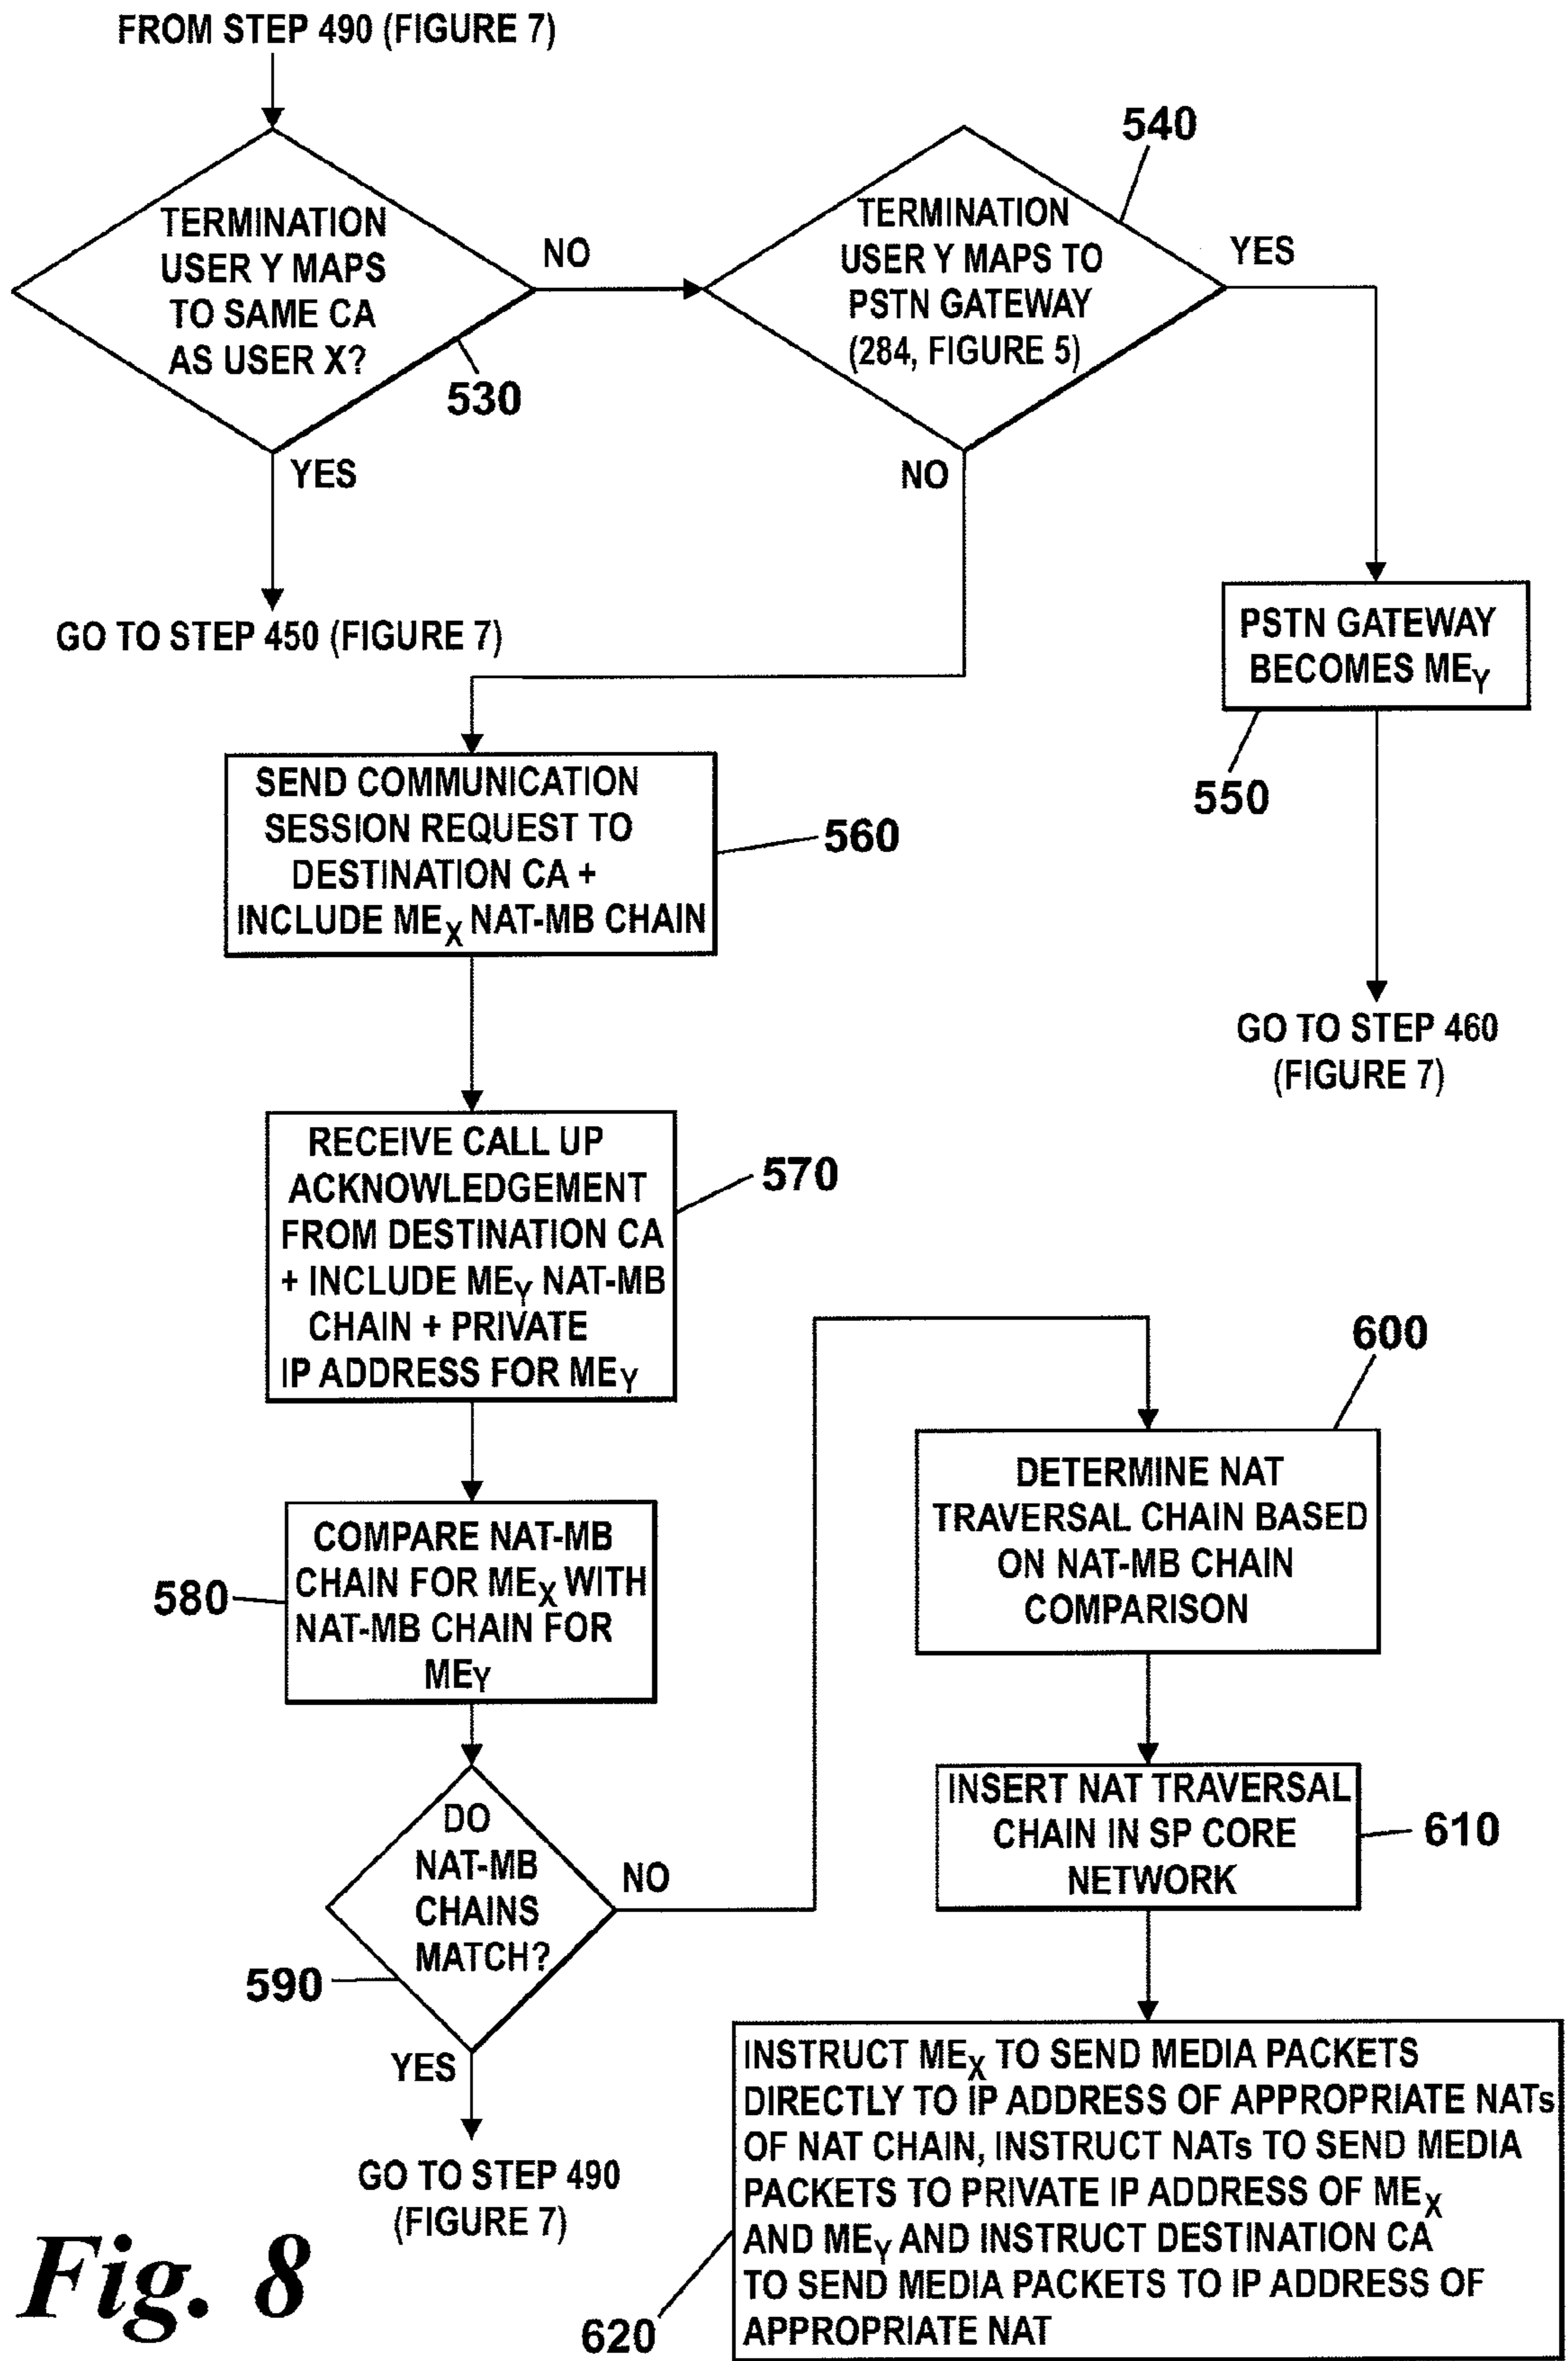 FROM STEP 490 (FIGURE 7)
TERMINATION
USER Y MAPS
TO SAME CA
AS USER X?
530
NO
YES
GO TO STEP 450 (FIGURE 7)
TERMINATION
USER Y MAPS TO
PSTN GATEWAY
(284, FIGURE 5)
540
YES
NO
PSTN GATEWAY
BECOMES MEY
550
GO TO STEP 460
(FIGURE 7)
SEND COMMUNICATION
SESSION REQUEST TO
DESTINATION CA +
INCLUDE MEX NAT-MB CHAIN
560
RECEIVE CALL UP
ACKNOWLEDGEMENT
FROM DESTINATION CA
+ INCLUDE MEY NAT-MB
CHAIN + PRIVATE
IP ADDRESS FOR MEY
570
COMPARE NAT-MB
CHAIN FOR MEX WITH
NAT-MB CHAIN FOR
MEY
580
DO
NAT-MB
CHAINS
MATCH?
590
NO
YES
GO TO STEP 490
(FIGURE 7)
600
DETERMINE NAT
TRAVERSAL CHAIN BASED
ON NAT-MB CHAIN
COMPARISON
INSERT NAT TRAVERSAL
CHAIN IN SP CORE
NETWORK
610
INSTRUCT MEX TO SEND MEDIA PACKETS
DIRECTLY TO IP ADDRESS OF APPROPRIATE NATs
OF NAT CHAIN, INSTRUCT NATs TO SEND MEDIA
PACKETS TO PRIVATE IP ADDRESS OF MEX
AND MEY AND INSTRUCT DESTINATION CA
TO SEND MEDIA PACKETS TO IP ADDRESS OF
APPROPRIATE NAT
620
Fig. 8